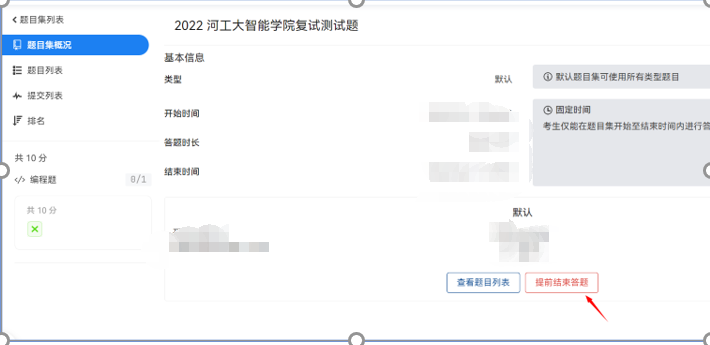 题目集列表
题目集概况
题目列表
提交列表
排名
共 10 分
编程题 0/1
共 10 分
2022 河工大智能学院复试测试题
基本信息
类型 默认
开始时间
答题时长
结束时间
默认题目集可使用所有类型题目
固定时间
考生仅能在题目集开始至结束时间内进行答
默认
查看题目列表 提前结束答题